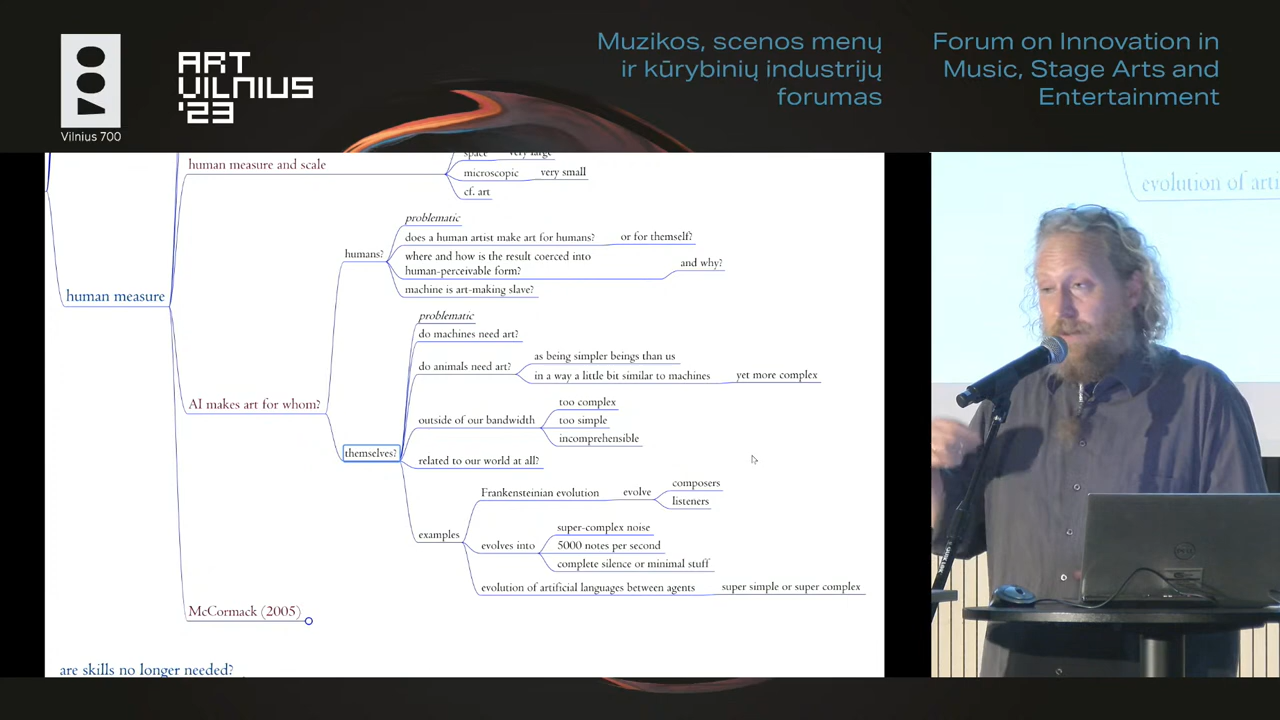 Vilnius 700
ART
VILNIUS
'23
Muzikos, scenos menų
ir kūrybinių industrijų
forumas
Forum on Innovation in
Music, Stage Arts and
Entertainment
human measure
human measure and scale
space very large
microscopic very small
cf. art
AI makes art for whom?
humans?
problematic
does a human artist make art for humans? or for themself?
where and how is the result coerced into
human-perceivable form?
and why?
machine is art-making slave?
themselves?
problematic
do machines need art?
do animals need art?
as being simpler beings than us
in a way a little bit similar to machines yet more complex
outside of our bandwidth
too complex
too simple
incomprehensible
related to our world at all?
examples
Frankensteinian evolution evolve
composers
listeners
evolves into
super-complex noise
5000 notes per second
complete silence or minimal stuff
evolution of artificial languages between agents super simple or super complex
McCormack (2005)
are skills no longer needed?
evolution of arti
DELL